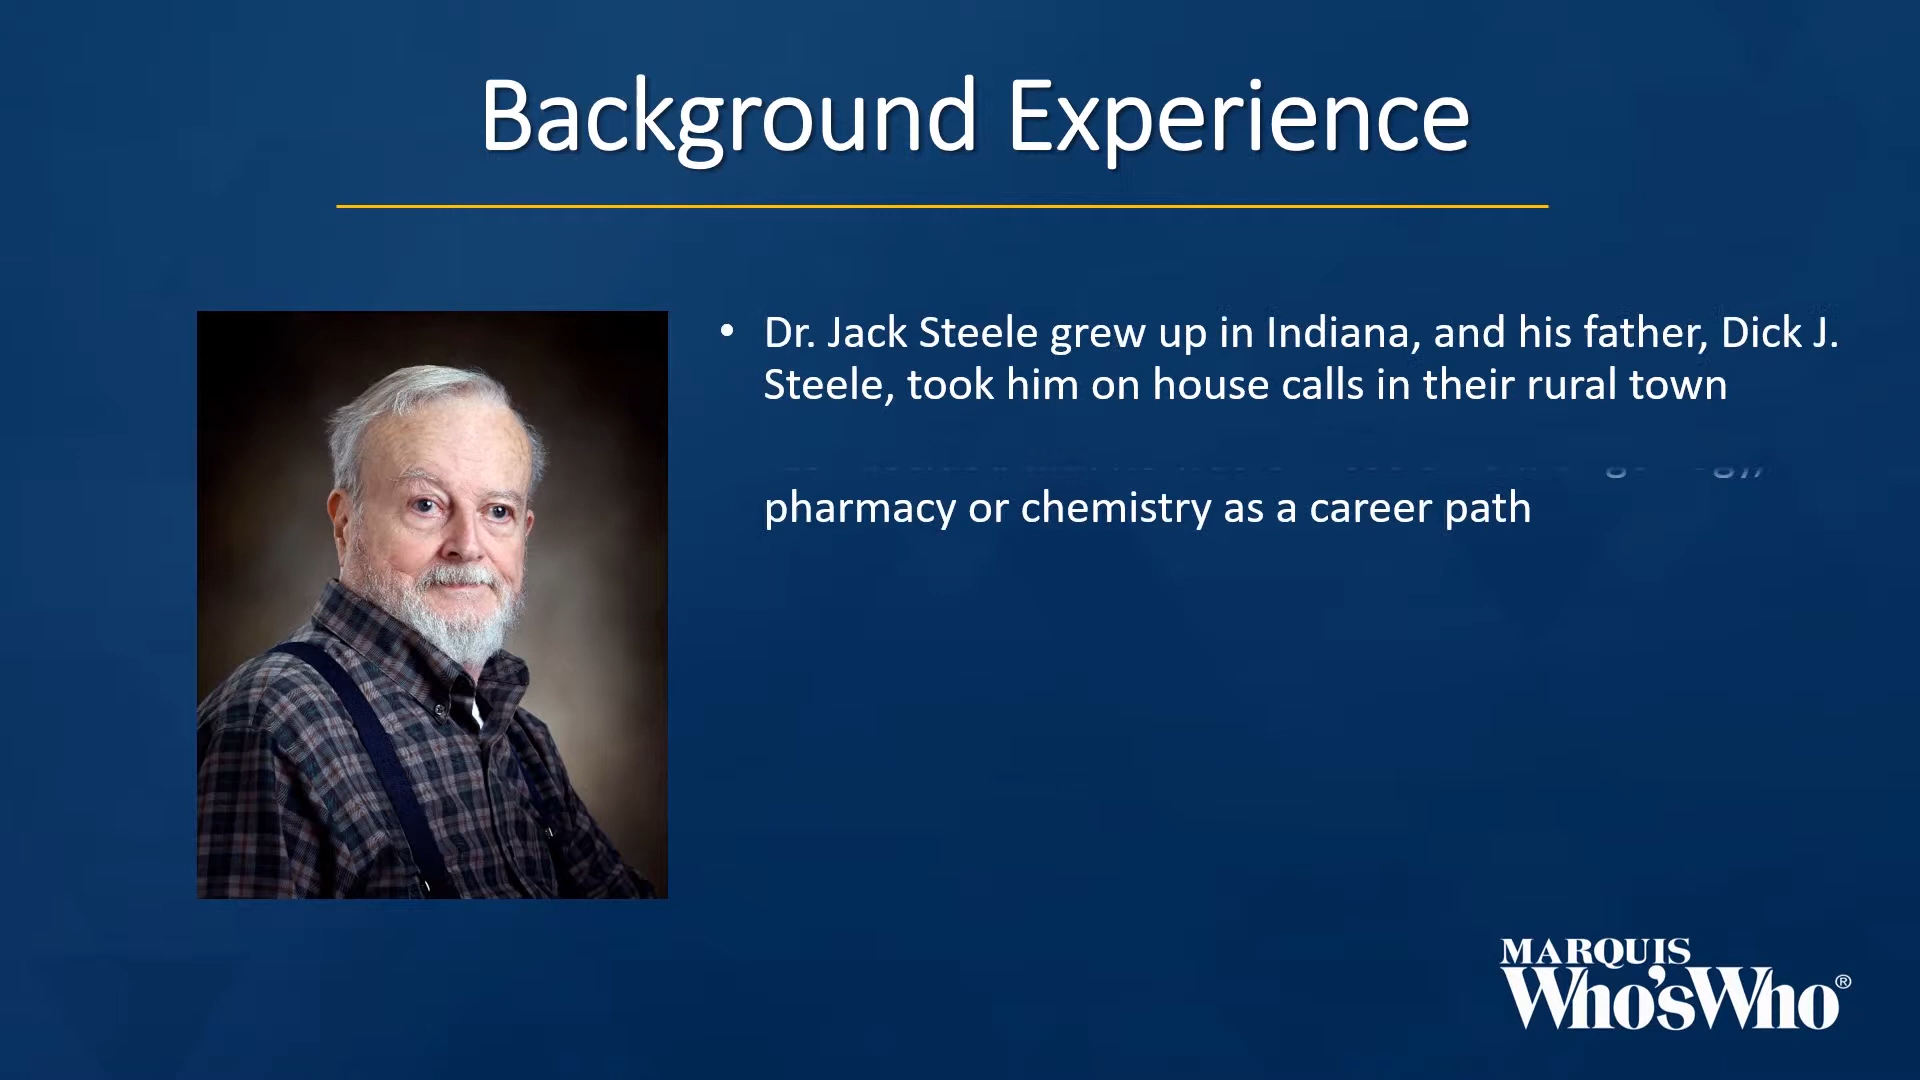 Background Experience
• Dr. Jack Steele grew up in Indiana, and his father, Dick J.
Steele, took him on house calls in their rural town
pharmacy or chemistry as a career path
MARQUIS
Who'sWho®